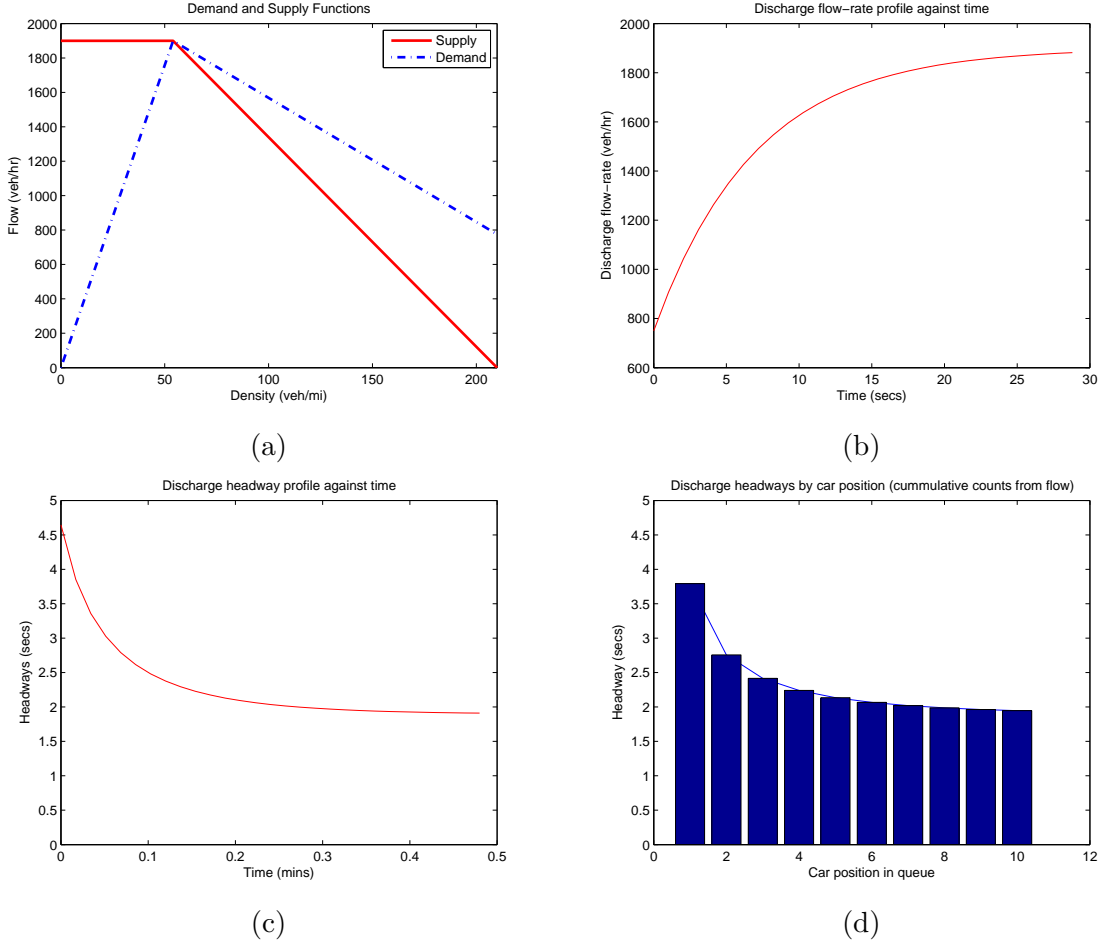 Demand and Supply Functions
2000
1800
1600
1400
1200
1000
800
600
400
200
0
Flow (veh/hr)
Supply
Demand
0 50 100 150 200
Density (veh/mi)
(a)
Discharge flow−rate profile against time
2000
1800
1600
1400
1200
1000
800
600
Discharge flow−rate (veh/hr)
0 5 10 15 20 25 30
Time (secs)
(b)
Discharge headway profile against time
5
4.5
4
3.5
3
2.5
2
1.5
1
0.5
0
Headways (secs)
0 0.1 0.2 0.3 0.4 0.5
Time (mins)
(c)
Discharge headways by car position (cummulative counts from flow)
5
4.5
4
3.5
3
2.5
2
1.5
1
0.5
0
Headway (secs)
0 2 4 6 8 10 12
Car position in queue
(d)